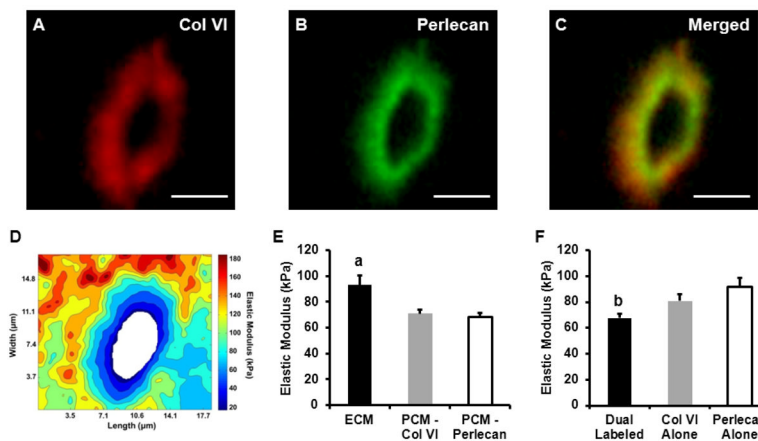 A Col VI
B Perlecan
C Merged
D
Width (µm)
14.8
11.1
7.4
3.7
3.5 7.1 10.6 14.1 17.7
Length (µm)
180
160
140
120
100
80
60
40
20
Elastic Modulus (kPa)
E
Elastic Modulus (kPa)
120
100
80
60
40
20
0
a
ECM PCM - Col VI PCM - Perlecan
F
Elastic Modulus (kPa)
120
100
80
60
40
20
0
b
Dual Labeled Col VI Alone Perleca Alone